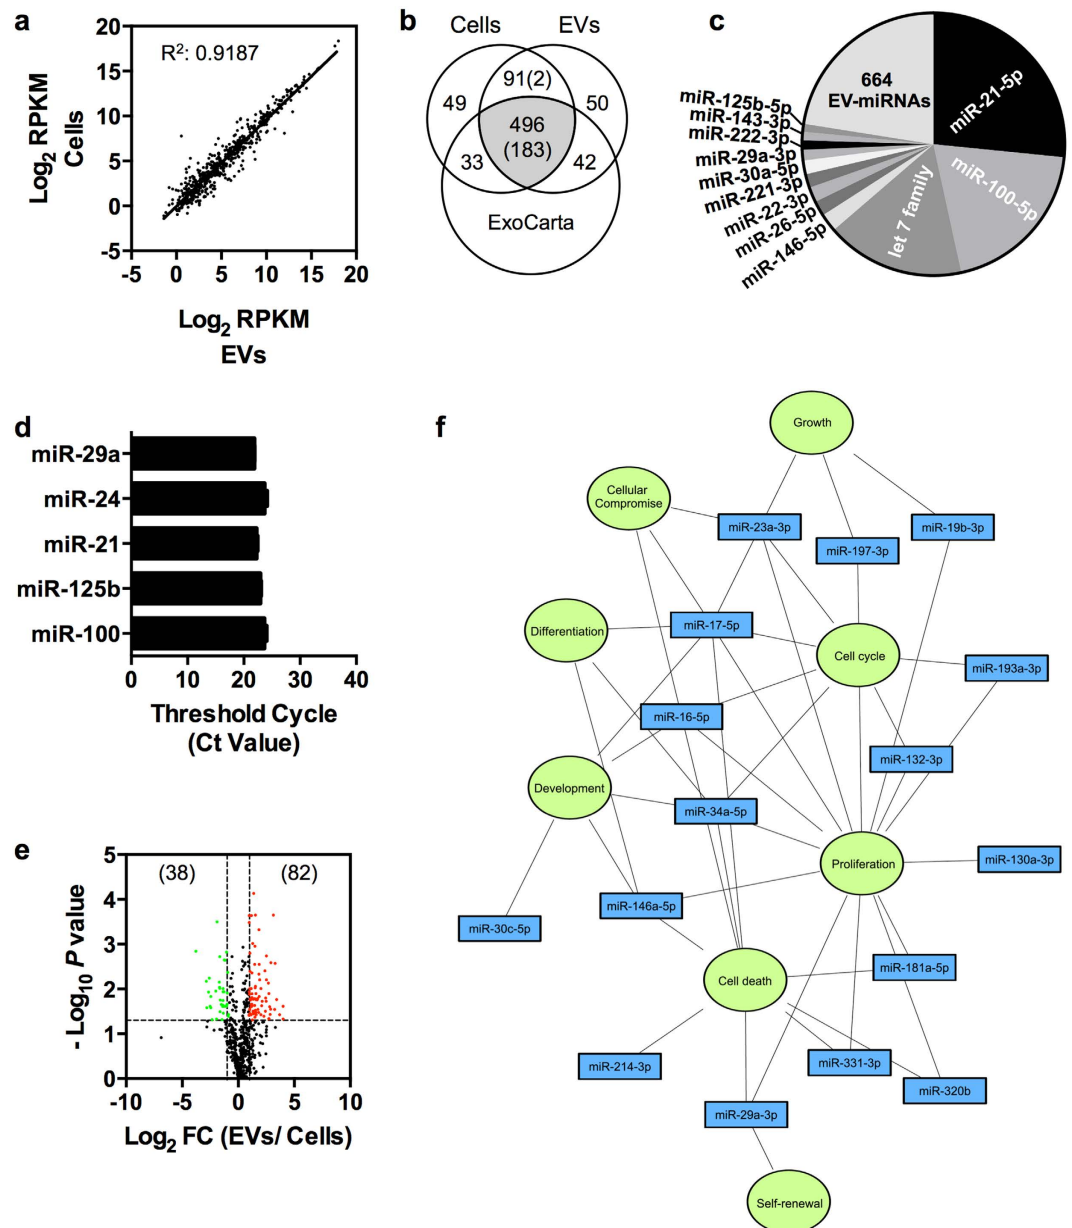 a
20
15
10
5
0
-5
-5 0 5 10 15 20
R²: 0.9187
Log₂ RPKM
Cells
Log₂ RPKM
EVs
b
Cells
EVs
91(2)
49
50
496
(183)
33
42
ExoCarta
c
664
EV-miRNAs
miR-21-5p
miR-100-5p
let 7 family
miR-125b-5p
miR-143-3p
miR-222-3p
miR-29a-3p
miR-30a-5p
miR-221-3p
miR-22-3p
miR-26-5p
miR-146-5p
d
miR-29a
miR-24
miR-21
miR-125b
miR-100
0 10 20 30 40
Threshold Cycle
(Ct Value)
e
(38)
(82)
5
4
3
2
1
0
-10 -5 0 5 10
- Log₁₀ P value
Log₂ FC (EVs/ Cells)
f
Growth
Cellular
Compromise
miR-23a-3p
miR-19b-3p
miR-197-3p
Differentiation
miR-17-5p
Cell cycle
miR-193a-3p
miR-16-5p
miR-132-3p
Development
miR-34a-5p
Proliferation
miR-130a-3p
miR-146a-5p
miR-30c-5p
Cell death
miR-181a-5p
miR-214-3p
miR-331-3p
miR-320b
miR-29a-3p
Self-renewal